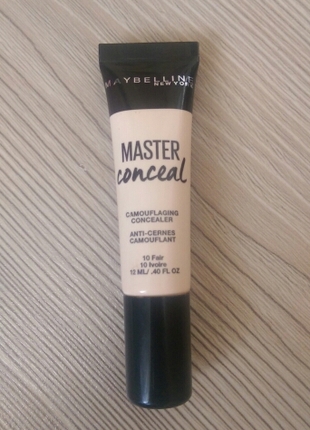 MAYBELLINE
NEW YORK
MASTER
conceal
CAMOUFLAGING
CONCEALER
ANTI-CERNES
CAMOUFLANT
10 Fair
10 Ivoire
12 ML/ .40 FL OZ